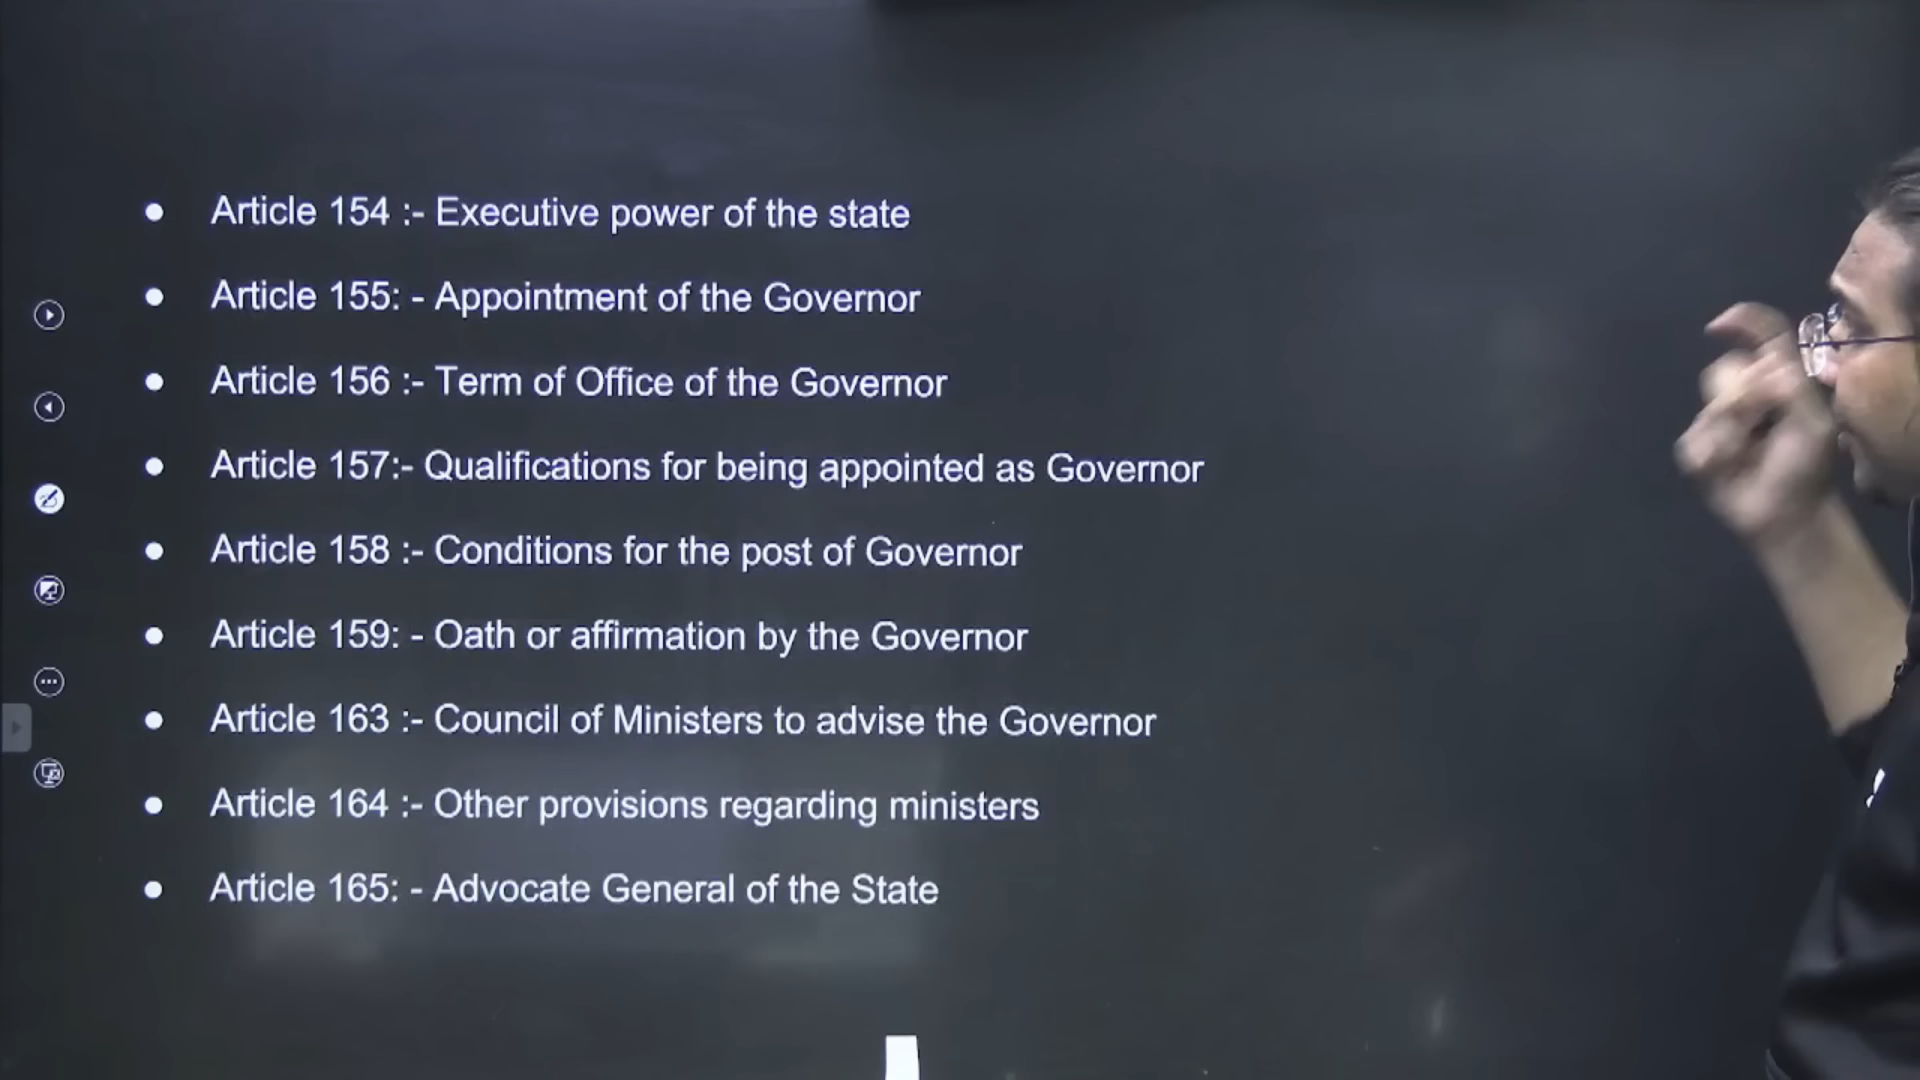 Article 154 :- Executive power of the state
Article 155: - Appointment of the Governor
Article 156 :- Term of Office of the Governor
Article 157:- Qualifications for being appointed as Governor
Article 158 :- Conditions for the post of Governor
Article 159: - Oath or affirmation by the Governor
Article 163 :- Council of Ministers to advise the Governor
Article 164 :- Other provisions regarding ministers
Article 165: - Advocate General of the State